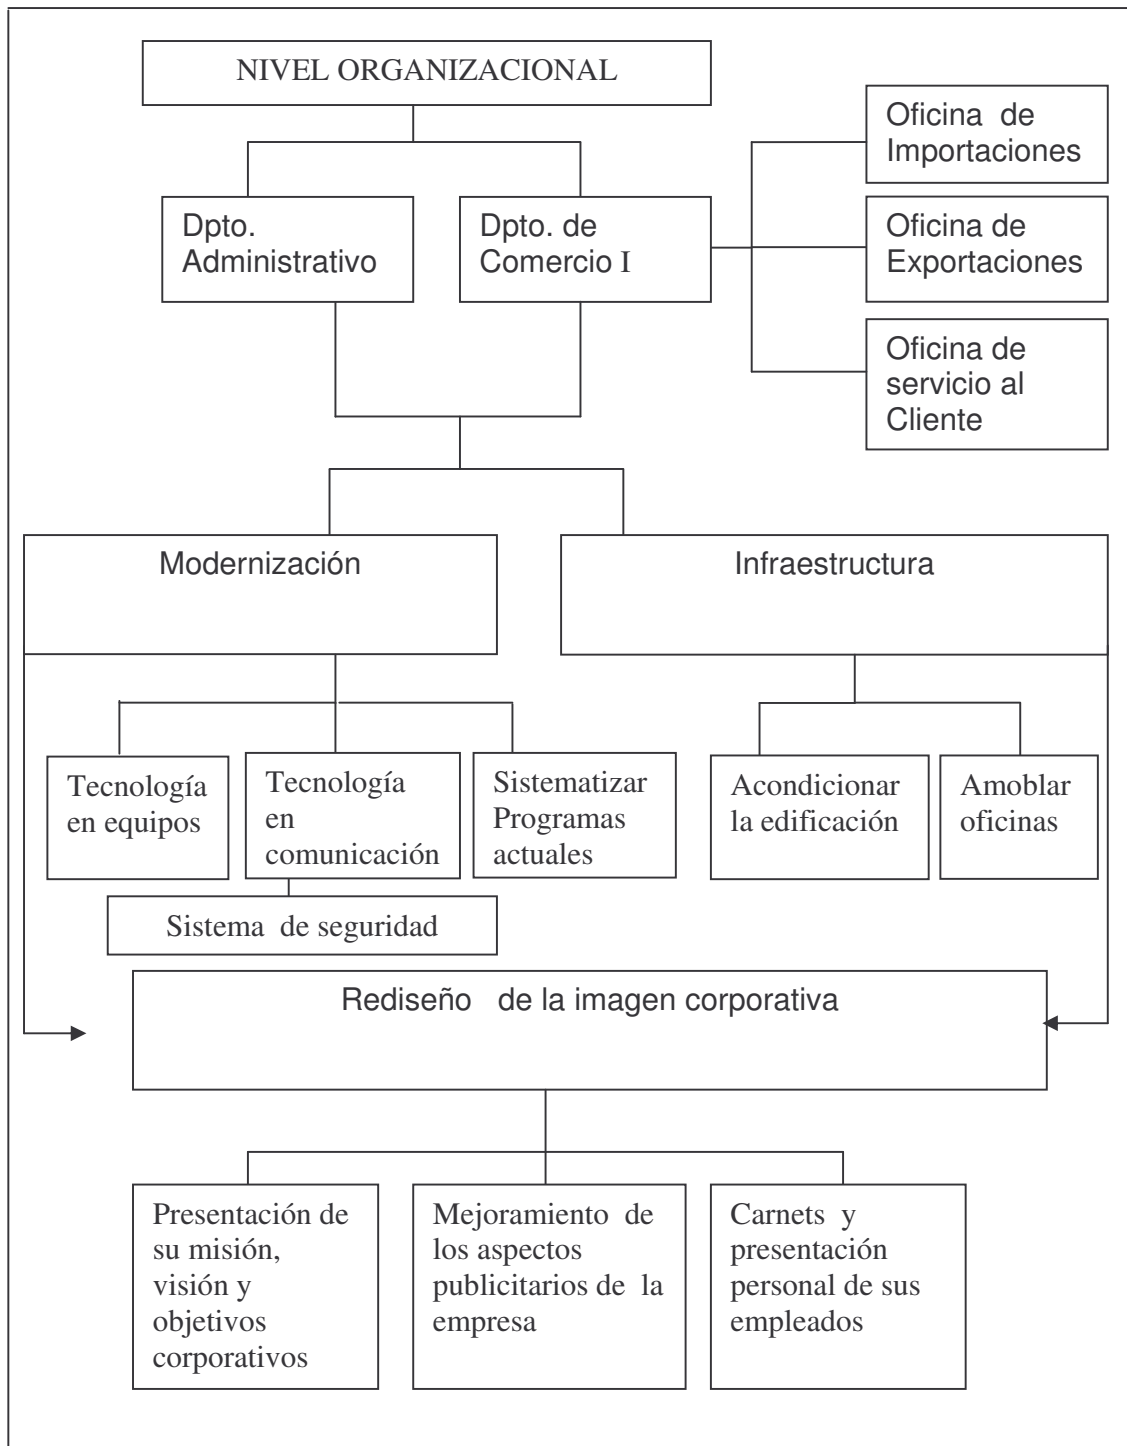 NIVEL ORGANIZACIONAL
Oficina de
Importaciones
Dpto.
Administrativo
Dpto. de
Comercio I
Oficina de
Exportaciones
Oficina de
servicio al
Cliente
Modernización
Infraestructura
Tecnología
en equipos
Tecnología
en
comunicación
Sistematizar
Programas
actuales
Acondicionar
la edificación
Amoblar
oficinas
Sistema de seguridad
Rediseño de la imagen corporativa
Presentación de
su misión,
visión y
objetivos
corporativos
Mejoramiento de
los aspectos
publicitarios de la
empresa
Carnets y
presentación
personal de sus
empleados